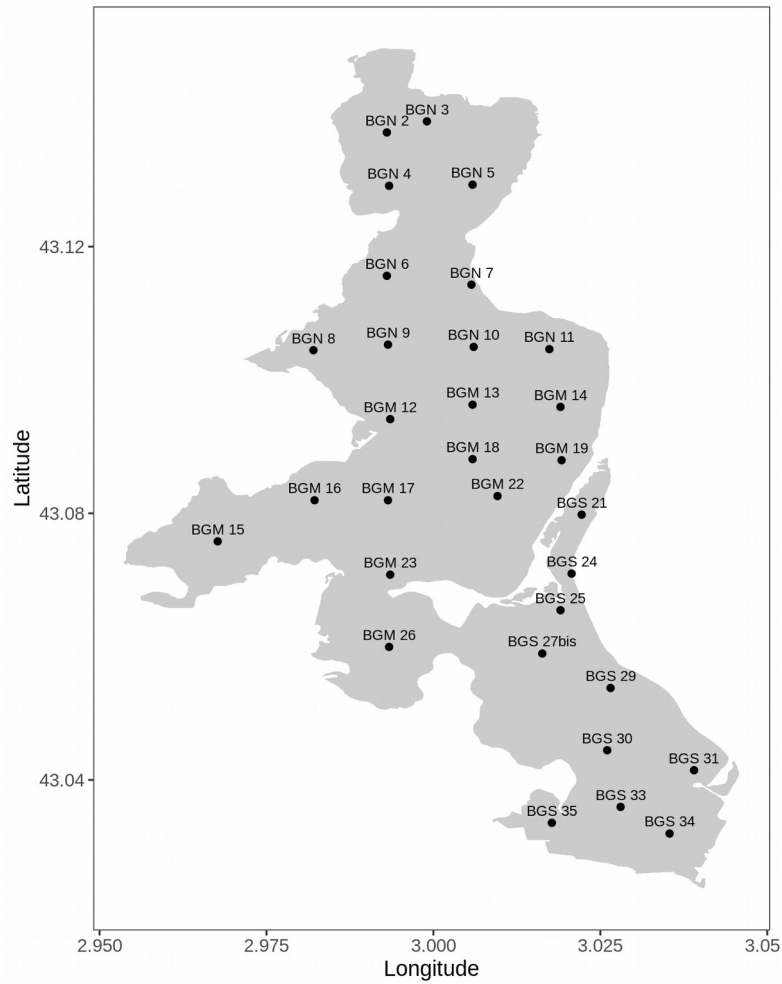 BGN 3
BGN 2
BGN 4
BGN 5
43.12
BGN 6
BGN 7
BGN 8
BGN 9
BGN 10
BGN 11
BGM 12
BGM 13
BGM 14
BGM 18
BGM 19
Latitude
BGM 16
BGM 17
BGM 22
BGS 21
43.08
BGM 15
BGM 23
BGS 24
BGS 25
BGM 26
BGS 27bis
BGS 29
BGS 30
BGS 31
43.04
BGS 33
BGS 35
BGS 34
2.950
2.975
3.000
3.025
3.05
Longitude